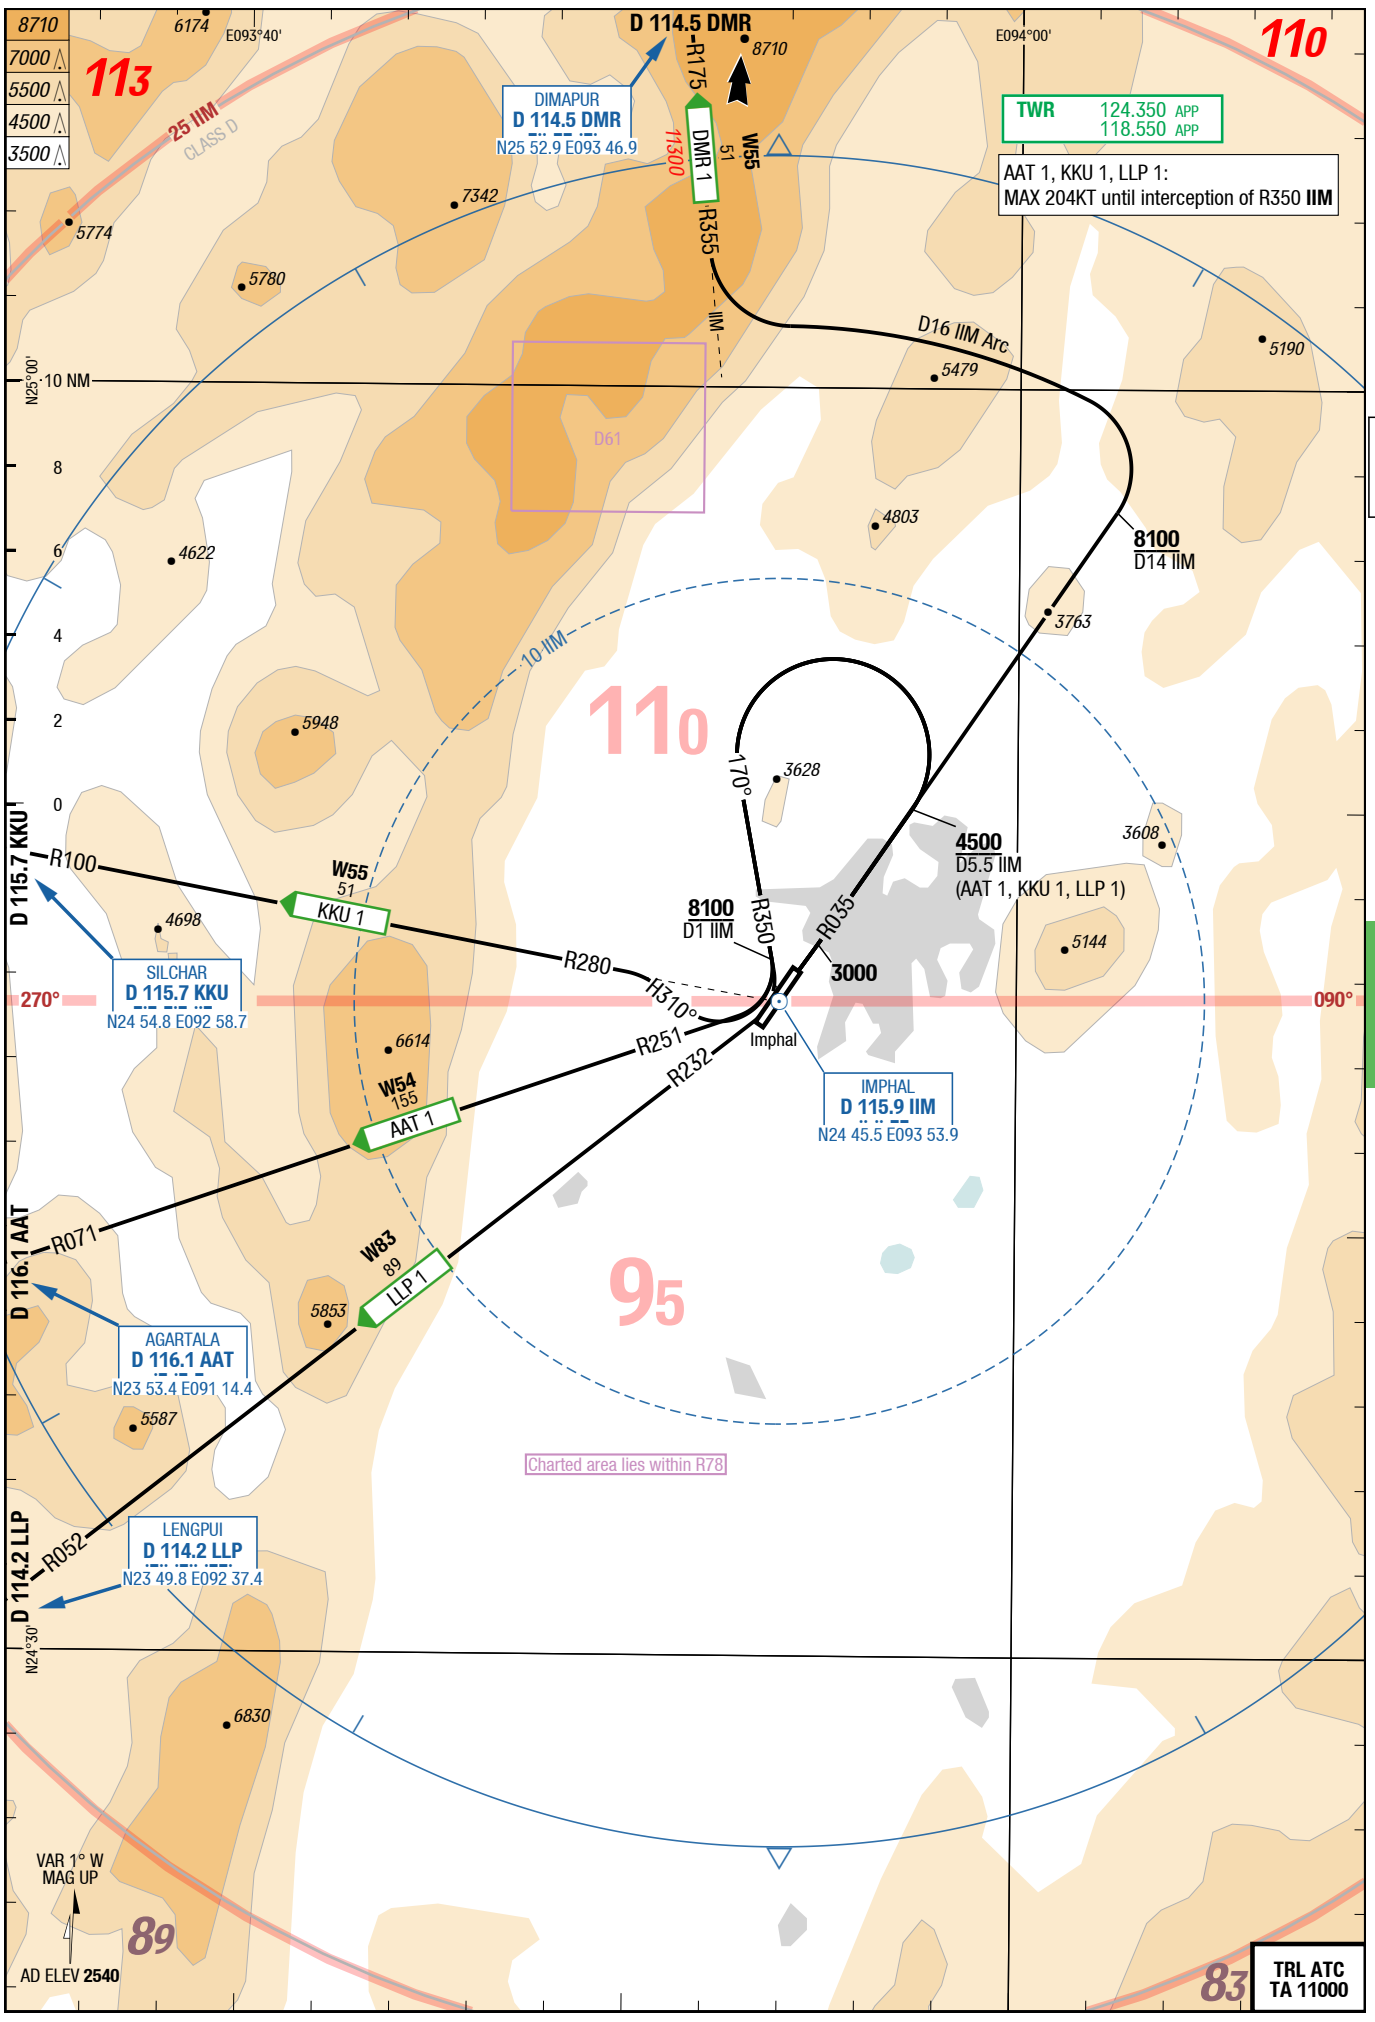 8710
7000
5500
4500
3500
6174
E093°40'
D 114.5 DMR
8710
E094°00'
110
113
25 IIM
CLASS D
R175
DIMAPUR
D 114.5 DMR
N25 52.9 E093 46.9
11300
DMR 1
51
W55
TWR 124.350 APP
118.550 APP
AAT 1, KKU 1, LLP 1:
MAX 204KT until interception of R350 IIM
7342
5774
R355
5780
IIM
D16 IIM Arc
5190
5479
N25°00'
10 NM
D61
8
4803
8100
D14 IIM
6
4622
3763
4
10 IIM
110
2
5948
170°
3628
0
D 115.7 KKU
R100
W55
51
KKU 1
4500
D5.5 IIM
(AAT 1, KKU 1, LLP 1)
3608
8100
D1 IIM
R350
R035
4698
5144
R280
3000
SILCHAR
D 115.7 KKU
N24 54.8 E092 58.7
270°
H310°
090°
R251
Imphal
6614
R232
W54
155
AAT 1
IMPHAL
D 115.9 IIM
N24 45.5 E093 53.9
D 116.1 AAT
R071
W83
89
LLP 1
95
5853
AGARTALA
D 116.1 AAT
N23 53.4 E091 14.4
5587
Charted area lies within R78
D 114.2 LLP
R052
LENGPUI
D 114.2 LLP
N23 49.8 E092 37.4
N24°30'
6830
VAR 1° W
MAG UP
89
AD ELEV 2540
83
TRL ATC
TA 11000